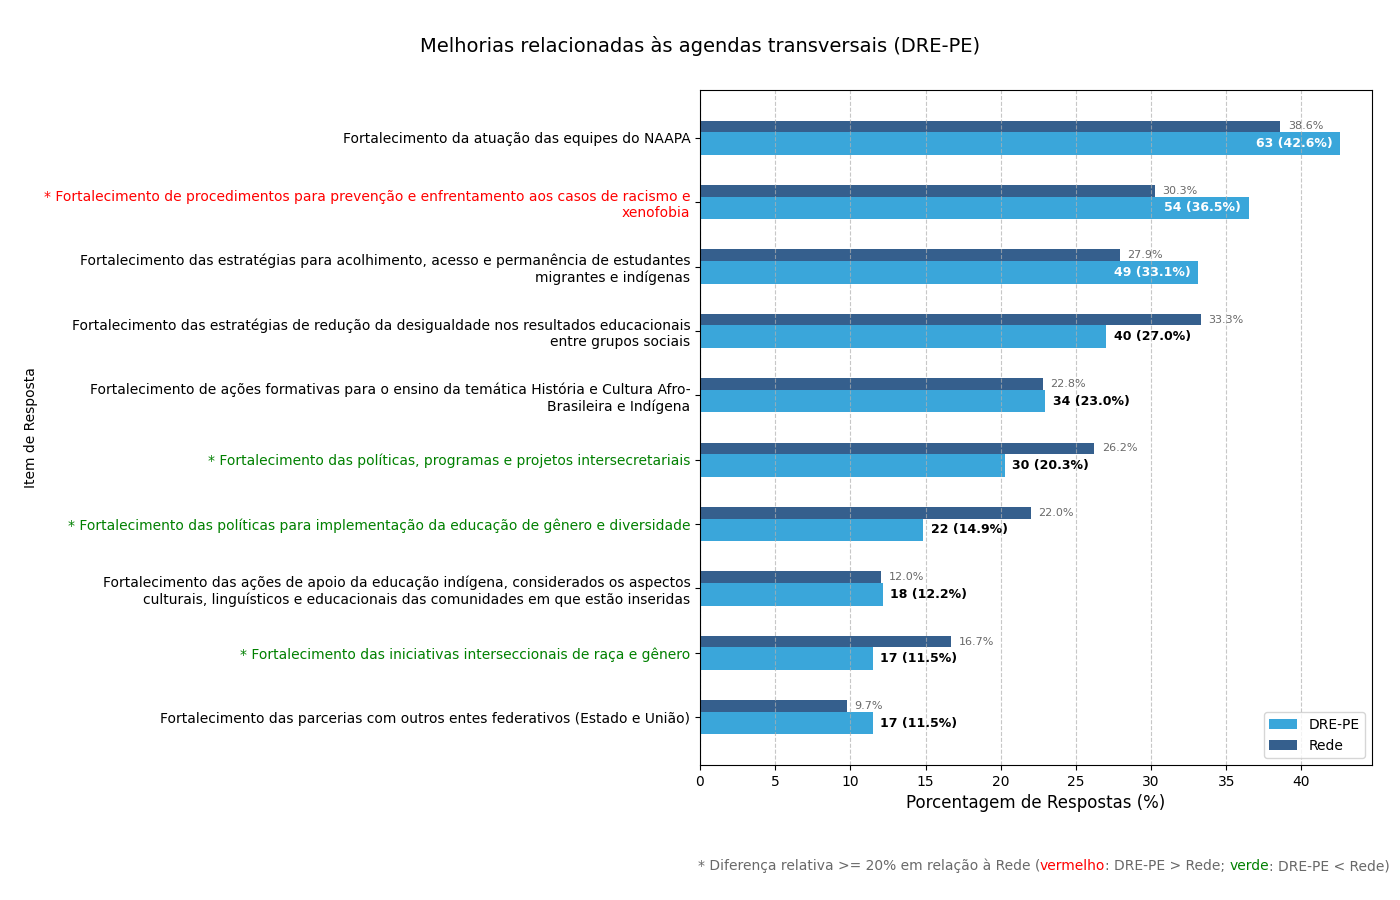 Melhorias relacionadas às agendas transversais (DRE-PE)
Item de Resposta
Fortalecimento da atuação das equipes do NAAPA
38.6%
63 (42.6%)
* Fortalecimento de procedimentos para prevenção e enfrentamento aos casos de racismo e
xenofobia
30.3%
54 (36.5%)
Fortalecimento das estratégias para acolhimento, acesso e permanência de estudantes
migrantes e indígenas
27.9%
49 (33.1%)
Fortalecimento das estratégias de redução da desigualdade nos resultados educacionais
entre grupos sociais
33.3%
40 (27.0%)
Fortalecimento de ações formativas para o ensino da temática História e Cultura Afro-
Brasileira e Indígena
22.8%
34 (23.0%)
* Fortalecimento das políticas, programas e projetos intersecretariais
26.2%
30 (20.3%)
* Fortalecimento das políticas para implementação da educação de gênero e diversidade
22.0%
22 (14.9%)
Fortalecimento das ações de apoio da educação indígena, considerados os aspectos
culturais, linguísticos e educacionais das comunidades em que estão inseridas
12.0%
18 (12.2%)
* Fortalecimento das iniciativas interseccionais de raça e gênero
16.7%
17 (11.5%)
Fortalecimento das parcerias com outros entes federativos (Estado e União)
9.7%
17 (11.5%)
DRE-PE
Rede
0 5 10 15 20 25 30 35 40
Porcentagem de Respostas (%)
* Diferença relativa >= 20% em relação à Rede (vermelho: DRE-PE > Rede; verde: DRE-PE < Rede)